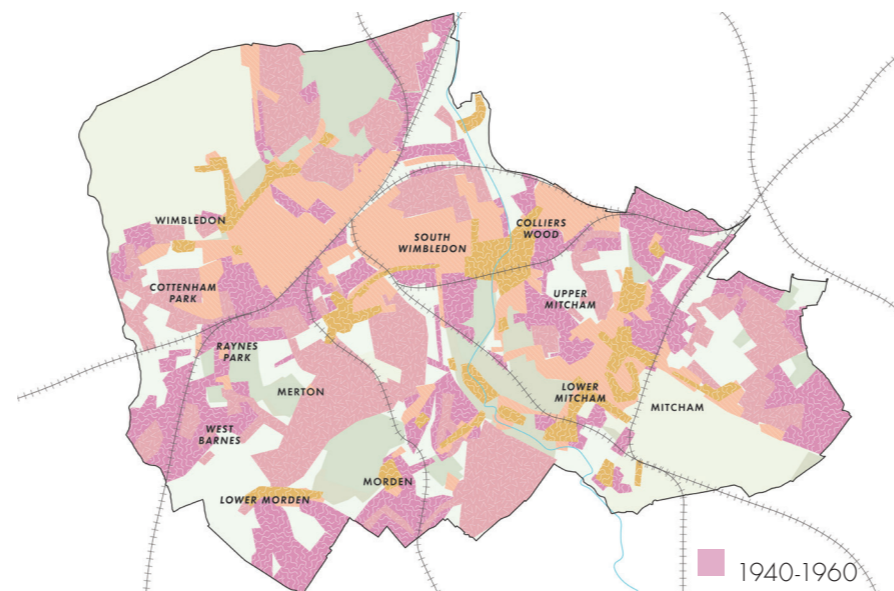 WIMBLEDON
SOUTH
WIMBLEDON
COLLIERS
WOOD
COTTENHAM
PARK
UPPER
MITCHAM
RAYNES
PARK
MERTON
LOWER
MITCHAM
MITCHAM
WEST
BARNES
MORDEN
LOWER MORDEN
1940-1960